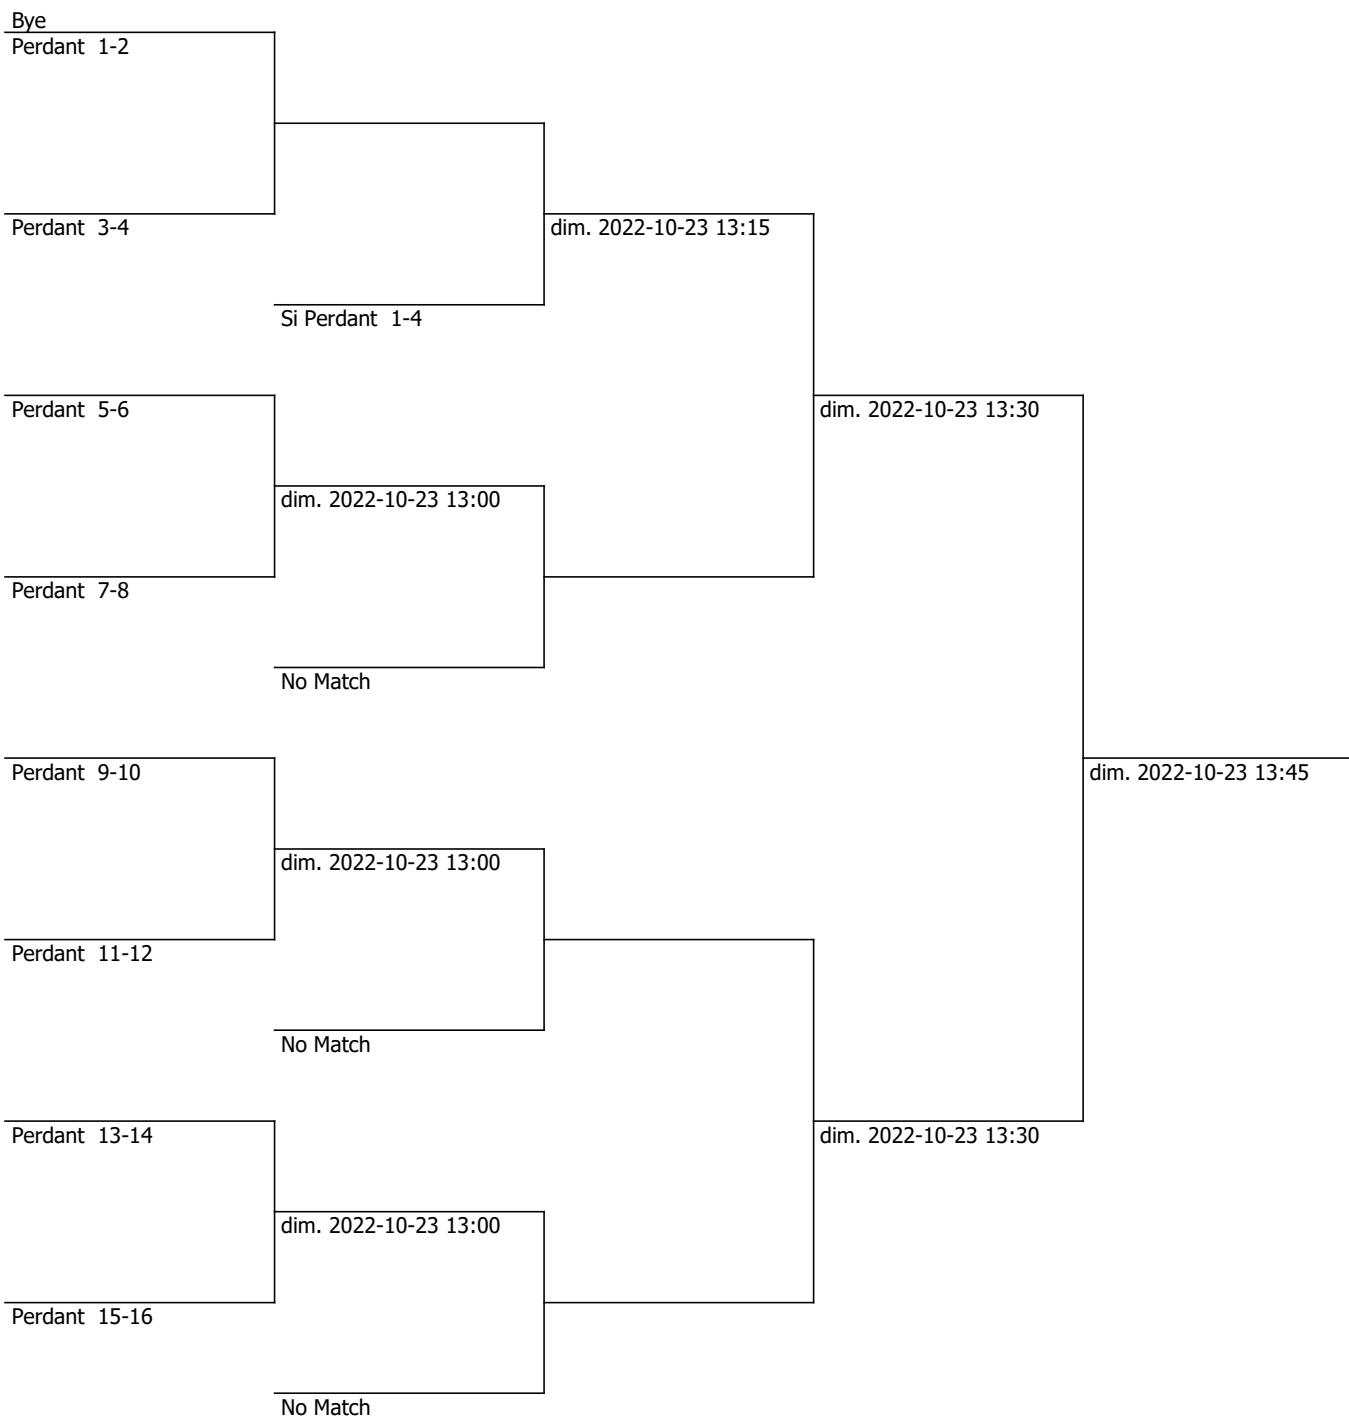 Bye
Perdant 1-2
Perdant 3-4
dim. 2022-10-23 13:15
Si Perdant 1-4
Perdant 5-6
dim. 2022-10-23 13:30
dim. 2022-10-23 13:00
Perdant 7-8
No Match
Perdant 9-10
dim. 2022-10-23 13:45
dim. 2022-10-23 13:00
Perdant 11-12
No Match
Perdant 13-14
dim. 2022-10-23 13:30
dim. 2022-10-23 13:00
Perdant 15-16
No Match